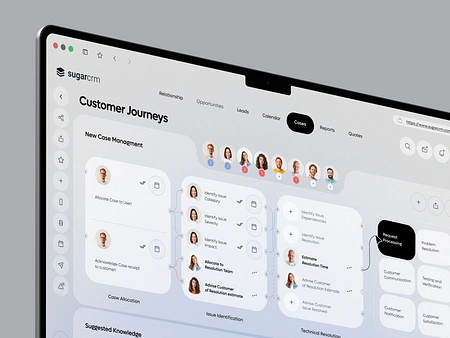 sugarcrm
https://www.sugarcrm.com
Relationship
Opportunities
Leads
Calendar
Cases
Reports
Quotes
Customer Journeys
New Case Managment
Allocate Case to User
Acknowledge Case receipt
to customer
Case Allocation
Identify Issue
Category
Identify Issue
Severity
Identify Issue
Impact
Allocate to
Resolution Team
Advise Customer
of Resolution estimate
Issue Identification
Identify Issue
Dependencies
Identify Issue
Resolution
Estimate
Resolution Time
Advise Customer
of Resolution Estimate
Advise Customer
Issue Resolved
Technical Resolution
Request
Processing
Problem
Resolution
Customer
Communication
Testing and
Verification
Customer
Notification
Suggested Knowledge